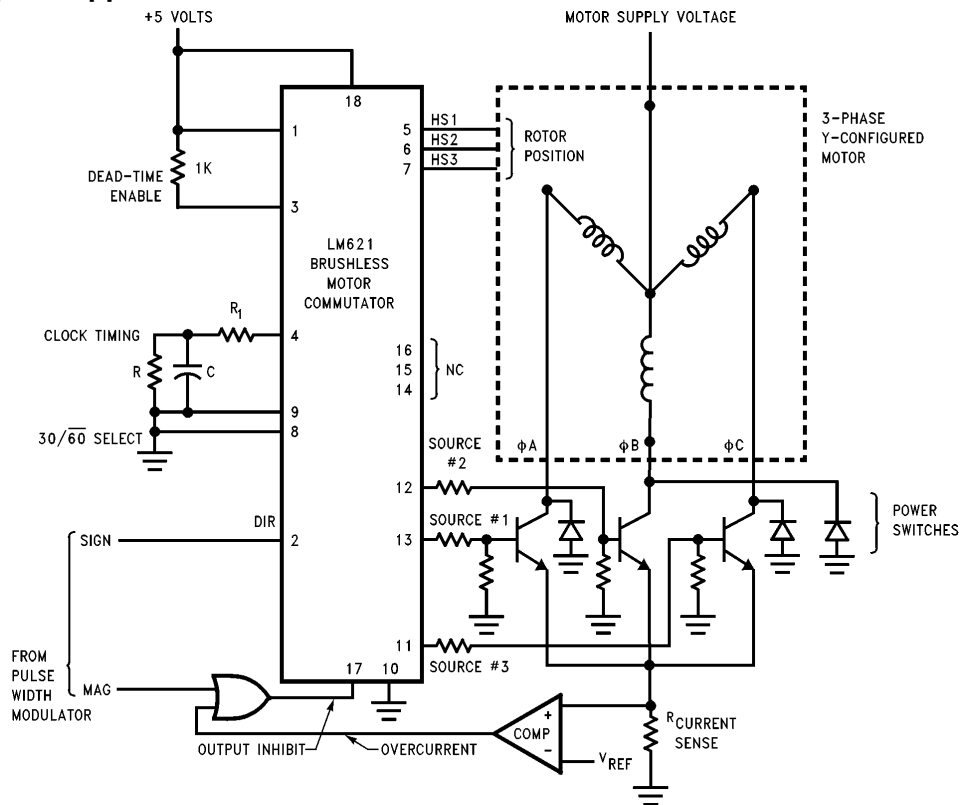 +5 VOLTS
MOTOR SUPPLY VOLTAGE
18
1
1K
DEAD-TIME
ENABLE
3
5
HS1
6
HS2
7
HS3
ROTOR
POSITION
3-PHASE
Y-CONFIGURED
MOTOR
LM621
BRUSHLESS
MOTOR
COMMUTATOR
CLOCK TIMING
R1
4
R
C
9
8
30/60 SELECT
16
15
14
NC
SOURCE
#2
ϕA
ϕB
ϕC
12
SOURCE #1
13
POWER
SWITCHES
DIR
SIGN
2
11
SOURCE #3
FROM
PULSE
WIDTH
MODULATOR
MAG
17
10
OUTPUT INHIBIT
OVERCURRENT
COMP
+
−
VREF
RCURRENT
SENSE